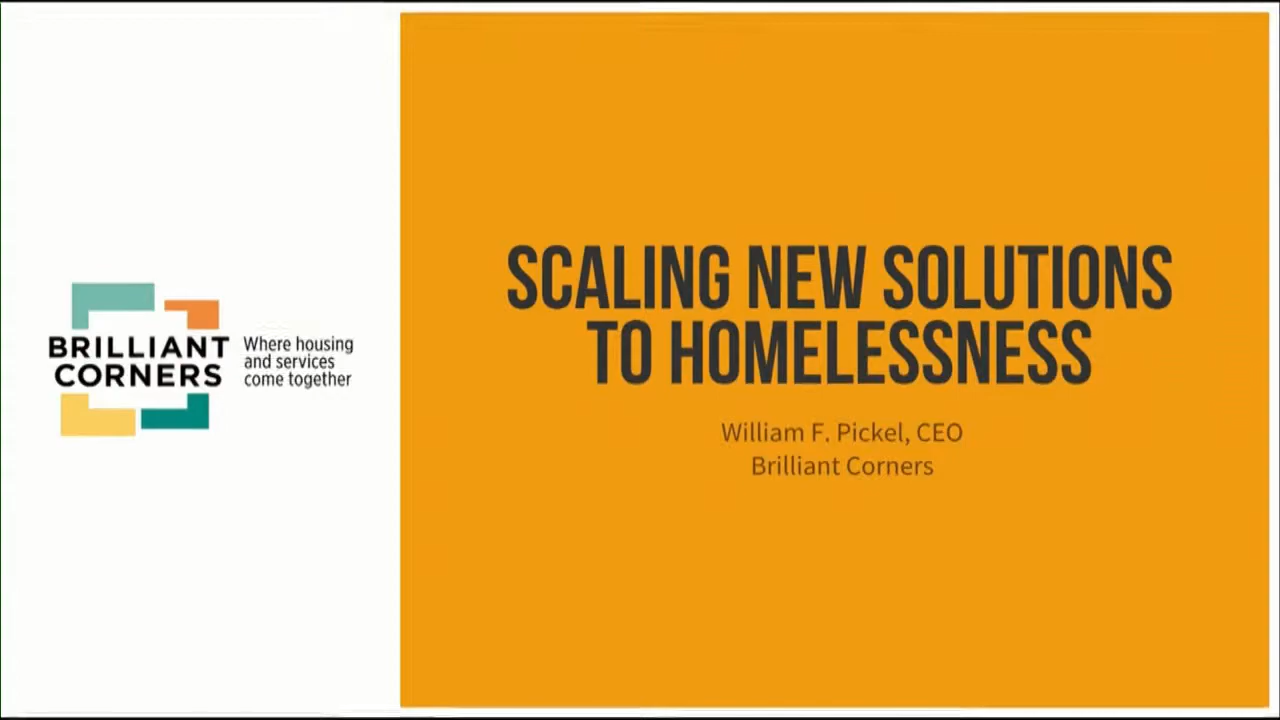 BRILLIANT
CORNERS
Where housing
and services
come together
SCALING NEW SOLUTIONS
TO HOMELESSNESS
William F. Pickel, CEO
Brilliant Corners